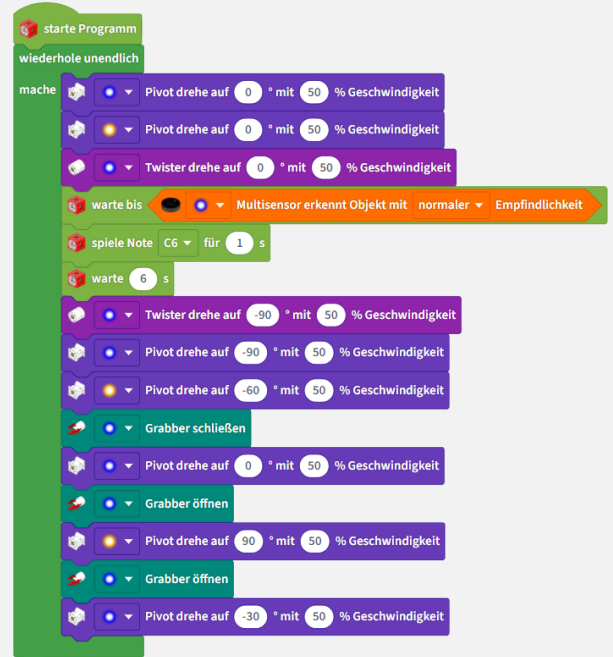 starte Programm
wiederhole unendlich
mache Pivot drehe auf 0 ° mit 50 % Geschwindigkeit
Pivot drehe auf 0 ° mit 50 % Geschwindigkeit
Twister drehe auf 0 ° mit 50 % Geschwindigkeit
warte bis Multisensor erkennt Objekt mit normaler Empfindlichkeit
spiele Note C6 für 1 s
warte 6 s
Twister drehe auf -90 ° mit 50 % Geschwindigkeit
Pivot drehe auf -90 ° mit 50 % Geschwindigkeit
Pivot drehe auf -60 ° mit 50 % Geschwindigkeit
Grabber schließen
Pivot drehe auf 0 ° mit 50 % Geschwindigkeit
Grabber öffnen
Pivot drehe auf 90 ° mit 50 % Geschwindigkeit
Grabber öffnen
Pivot drehe auf -30 ° mit 50 % Geschwindigkeit